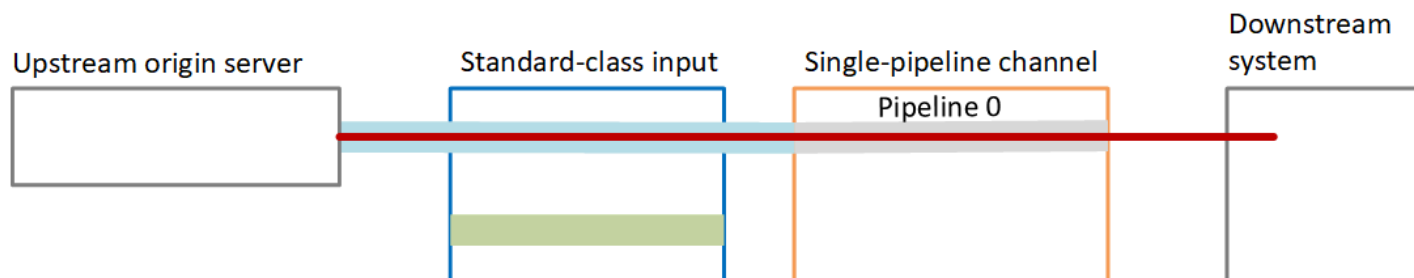 Upstream origin server
Standard-class input
Single-pipeline channel
Downstream
system
Pipeline 0